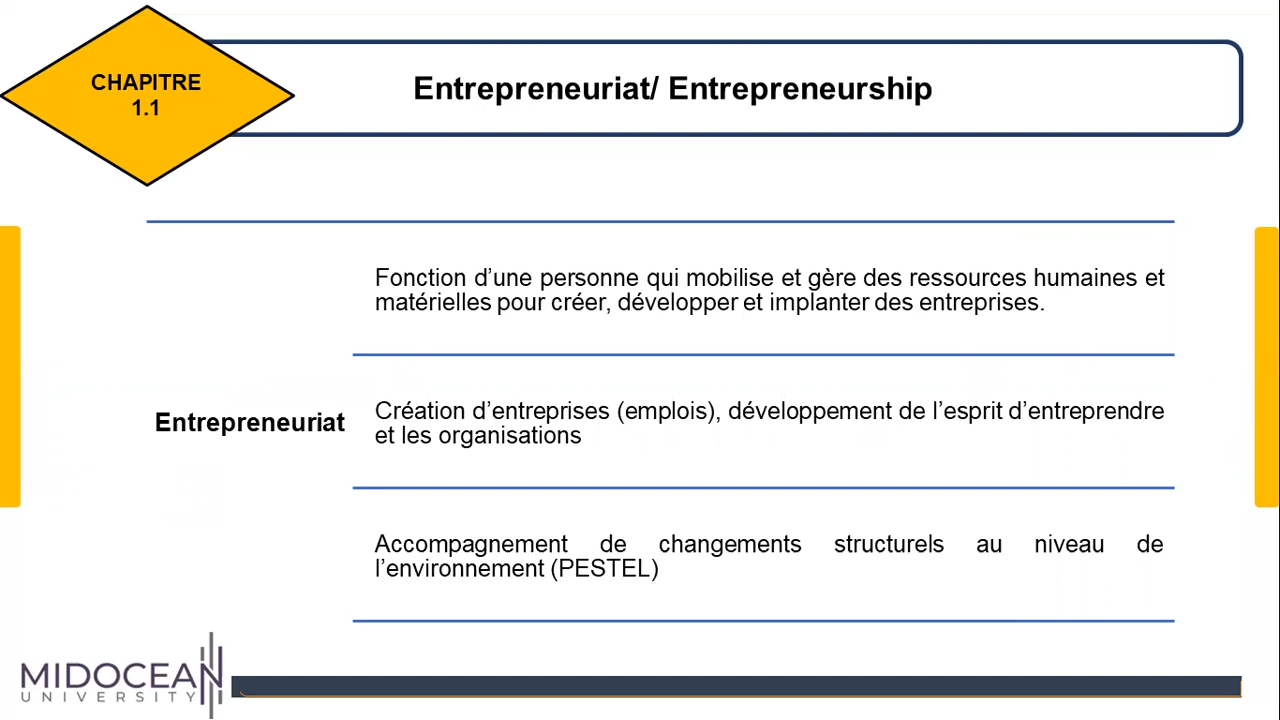 CHAPITRE
1.1
Entrepreneuriat/ Entrepreneurship
Fonction d’une personne qui mobilise et gère des ressources humaines et
matérielles pour créer, développer et implanter des entreprises.
Entrepreneuriat
Création d’entreprises (emplois), développement de l’esprit d’entreprendre
et les organisations
Accompagnement de changements structurels au niveau de
l’environnement (PESTEL)
MIDOCEAN
UNIVERSITY